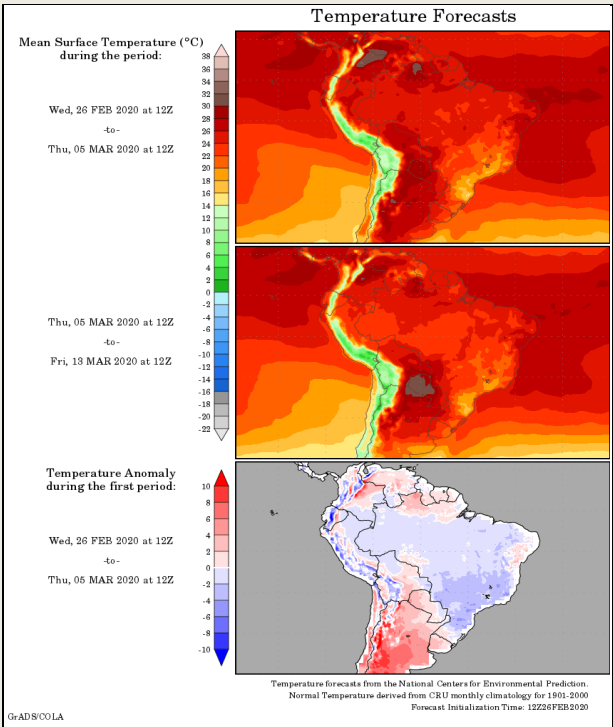 Temperature Forecasts
Mean Surface Temperature (°C)
during the period:
Wed, 26 FEB 2020 at 12Z
-to-
Thu, 05 MAR 2020 at 12Z
38
36
34
32
30
28
26
24
22
20
18
16
14
12
10
8
6
4
2
0
-2
-4
-6
-8
-10
-12
-14
-16
-18
-20
-22
Thu, 05 MAR 2020 at 12Z
-to-
Fri, 13 MAR 2020 at 12Z
Temperature Anomaly
during the first period:
Wed, 26 FEB 2020 at 12Z
-to-
Thu, 05 MAR 2020 at 12Z
10
8
6
4
2
0
-2
-4
-6
-8
-10
Temperature forecasts from the National Centers for Environmental Prediction.
Normal Temperature derived from CRU monthly climatology for 1901-2000
Forecast Initialization Time: 12Z26FEB2020
GrADS/COLA